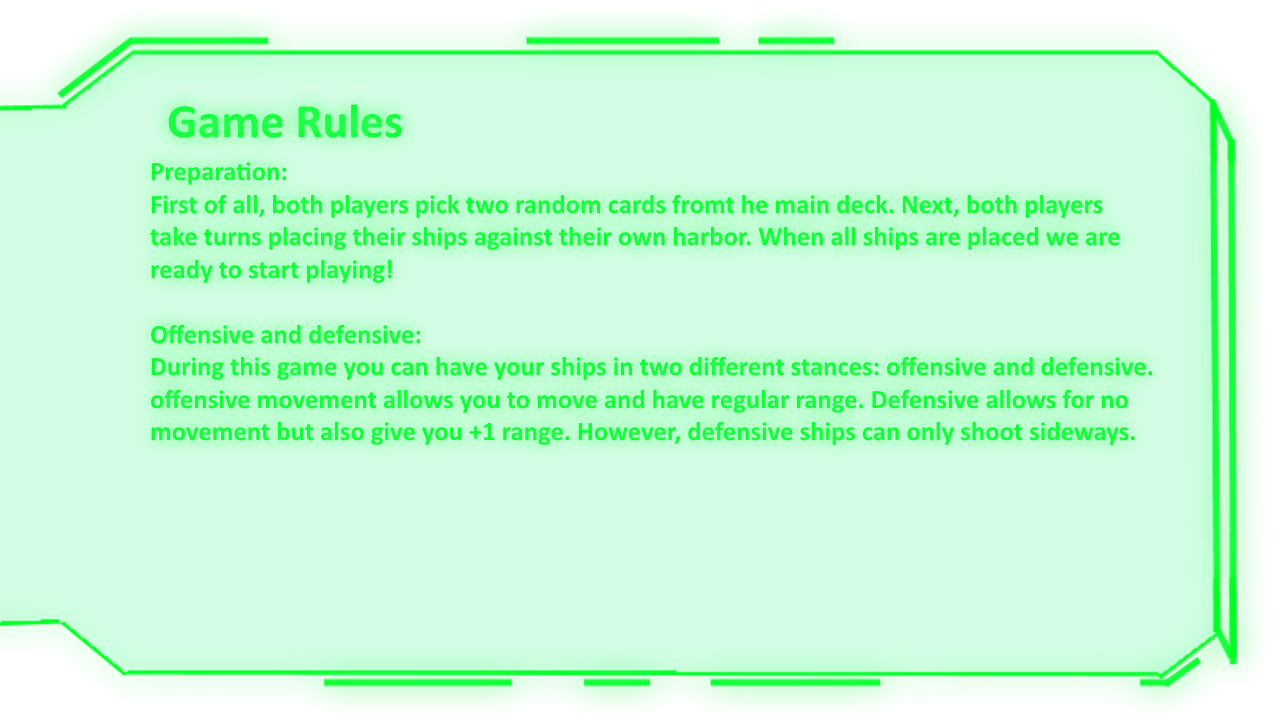 Game Rules
Preparation:
First of all, both players pick two random cards fromt he main deck. Next, both players
take turns placing their ships against their own harbor. When all ships are placed we are
ready to start playing!
Offensive and defensive:
During this game you can have your ships in two different stances: offensive and defensive.
offensive movement allows you to move and have regular range. Defensive allows for no
movement but also give you +1 range. However, defensive ships can only shoot sideways.